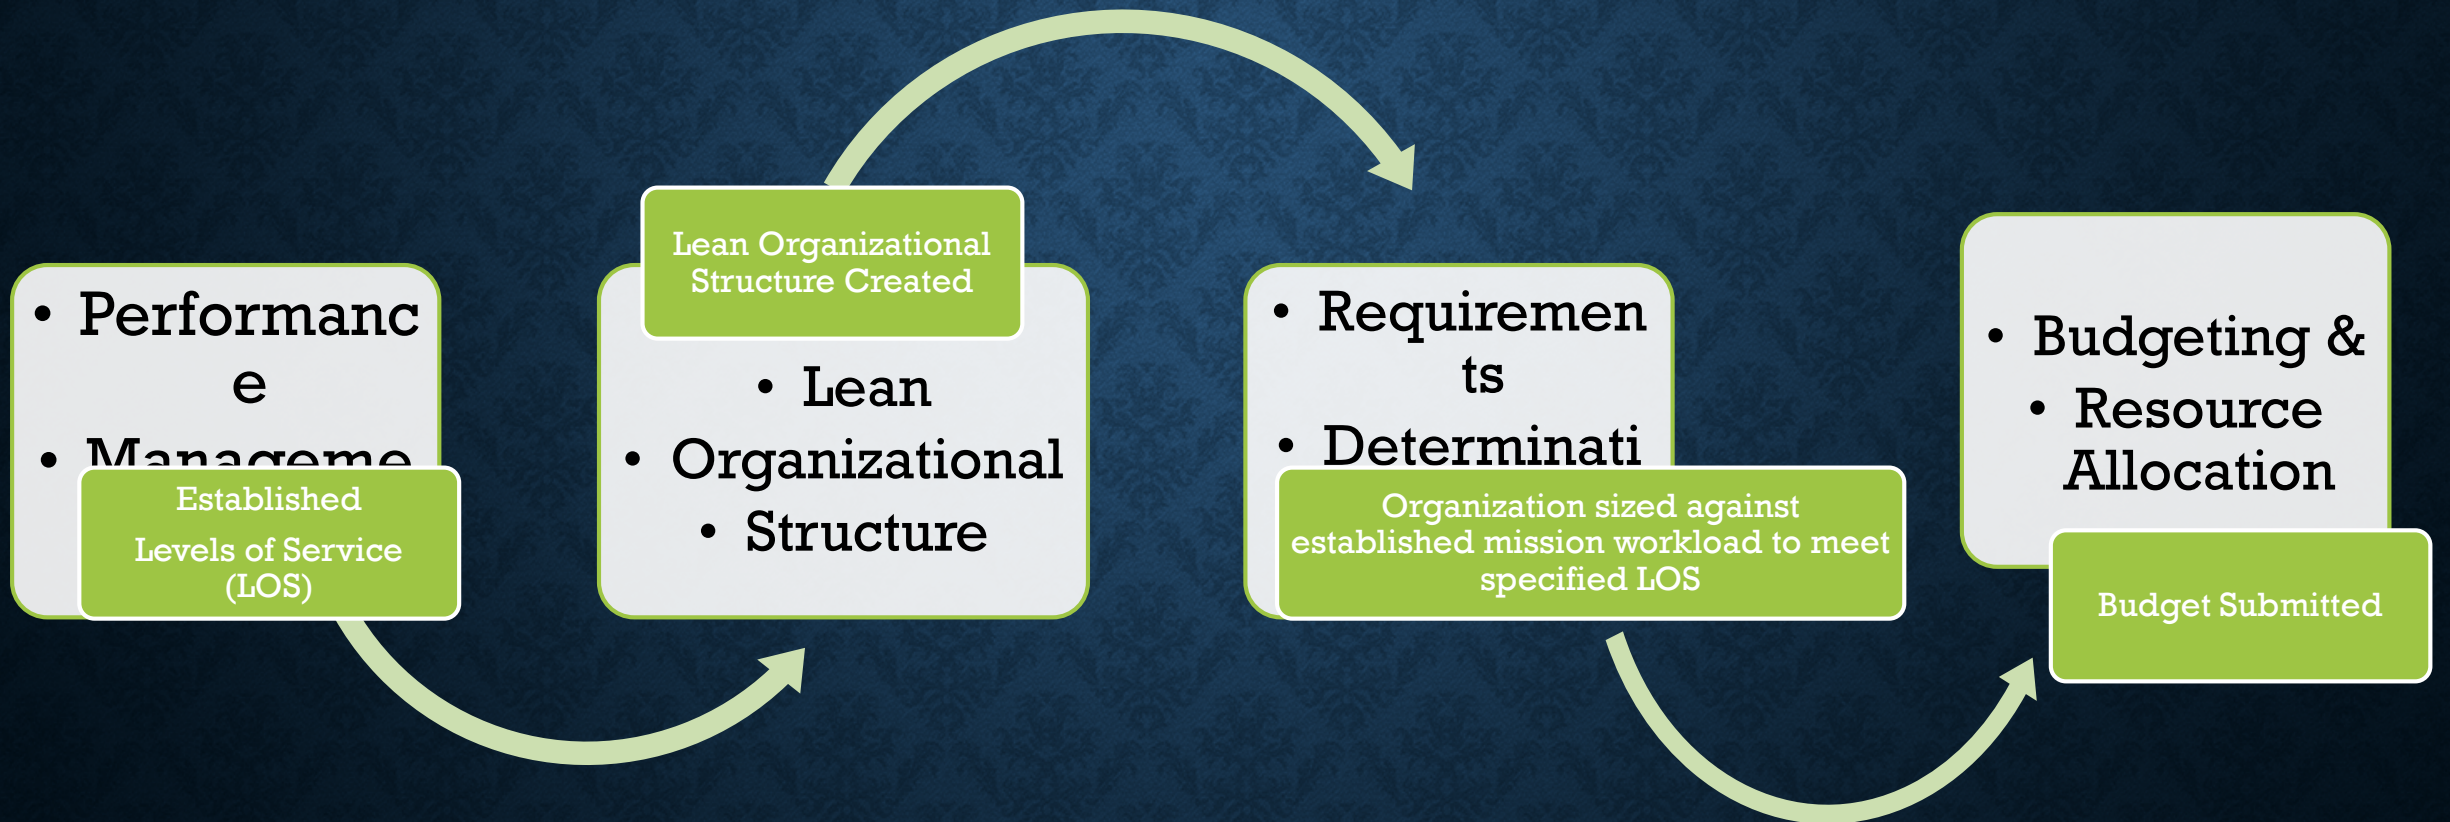 • Performanc
e
• Manageme
Established
Levels of Service
(LOS)
Lean Organizational
Structure Created
• Lean
• Organizational
• Structure
• Requiremen
ts
• Determinati
Organization sized against
established mission workload to meet
specified LOS
• Budgeting &
• Resource
Allocation
Budget Submitted